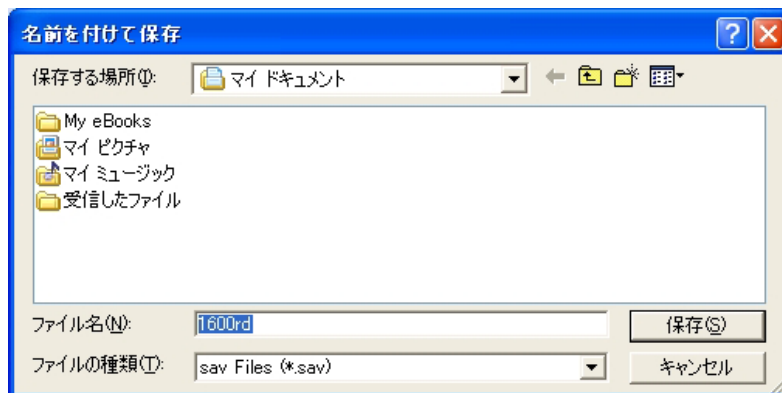 名前を付けて保存
保存する場所(I): マイ ドキュメント
My eBooks
マイ ピクチャ
マイ ミュージック
受信したファイル
ファイル名(N): 1600rd 保存(S)
ファイルの種類(T): sav Files (*.sav) キャンセル